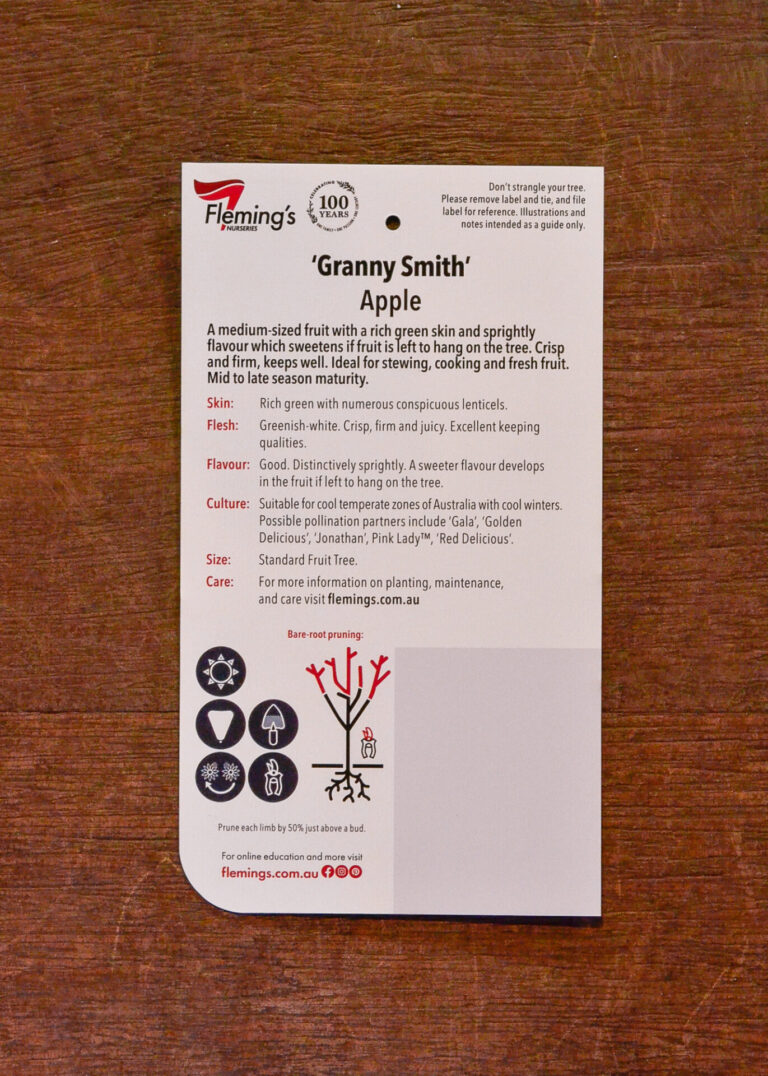 Fleming's
NURSERIES
CELEBRATING
100
YEARS
Don't strangle your tree.
Please remove label and tie, and file
label for reference. Illustrations and
notes intended as a guide only.
'Granny Smith'
Apple
A medium-sized fruit with a rich green skin and sprightly
flavour which sweetens if fruit is left to hang on the tree. Crisp
and firm, keeps well. Ideal for stewing, cooking and fresh fruit.
Mid to late season maturity.
Skin: Rich green with numerous conspicuous lenticels.
Flesh: Greenish-white. Crisp, firm and juicy. Excellent keeping
qualities.
Flavour: Good. Distinctively sprightly. A sweeter flavour develops
in the fruit if left to hang on the tree.
Culture: Suitable for cool temperate zones of Australia with cool winters.
Possible pollination partners include 'Gala', 'Golden
Delicious', 'Jonathan', Pink Lady™, 'Red Delicious'.
Size: Standard Fruit Tree.
Care: For more information on planting, maintenance,
and care visit flemings.com.au
Bare-root pruning:
Prune each limb by 50% just above a bud.
For online education and more visit
flemings.com.au